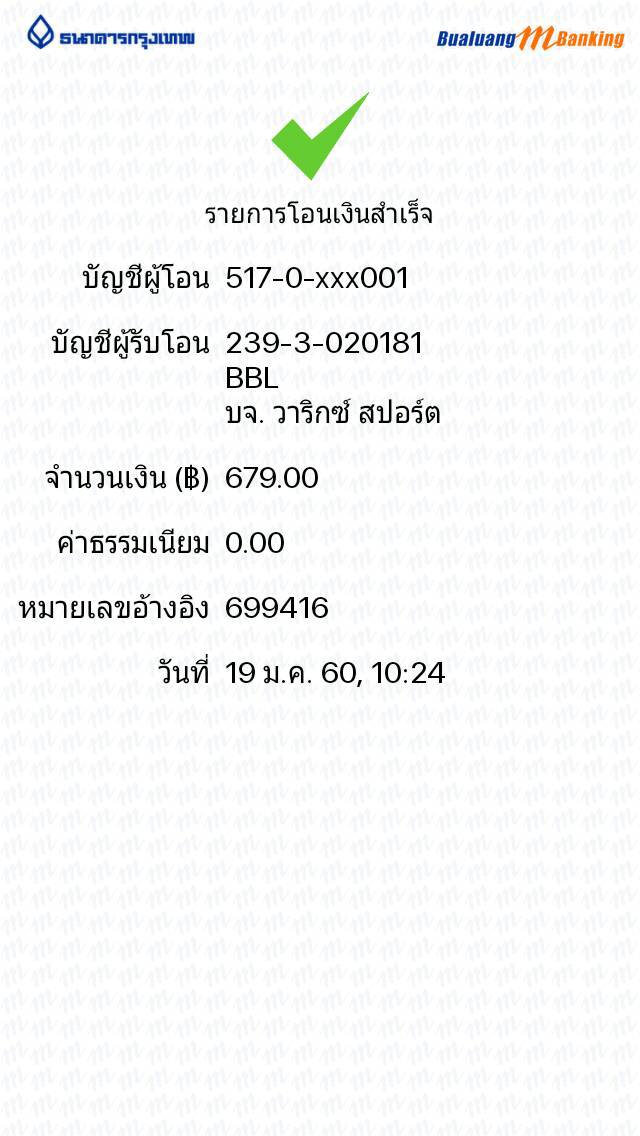 ธนาคารกรุงเทพ
Bualuang mBanking
รายการโอนเงินสำเร็จ
บัญชีผู้โอน 517-0-xxx001
บัญชีผู้รับโอน 239-3-020181
BBL
บจ. วาริกซ์ สปอร์ต
จำนวนเงิน (฿) 679.00
ค่าธรรมเนียม 0.00
หมายเลขอ้างอิง 699416
วันที่ 19 ม.ค. 60, 10:24